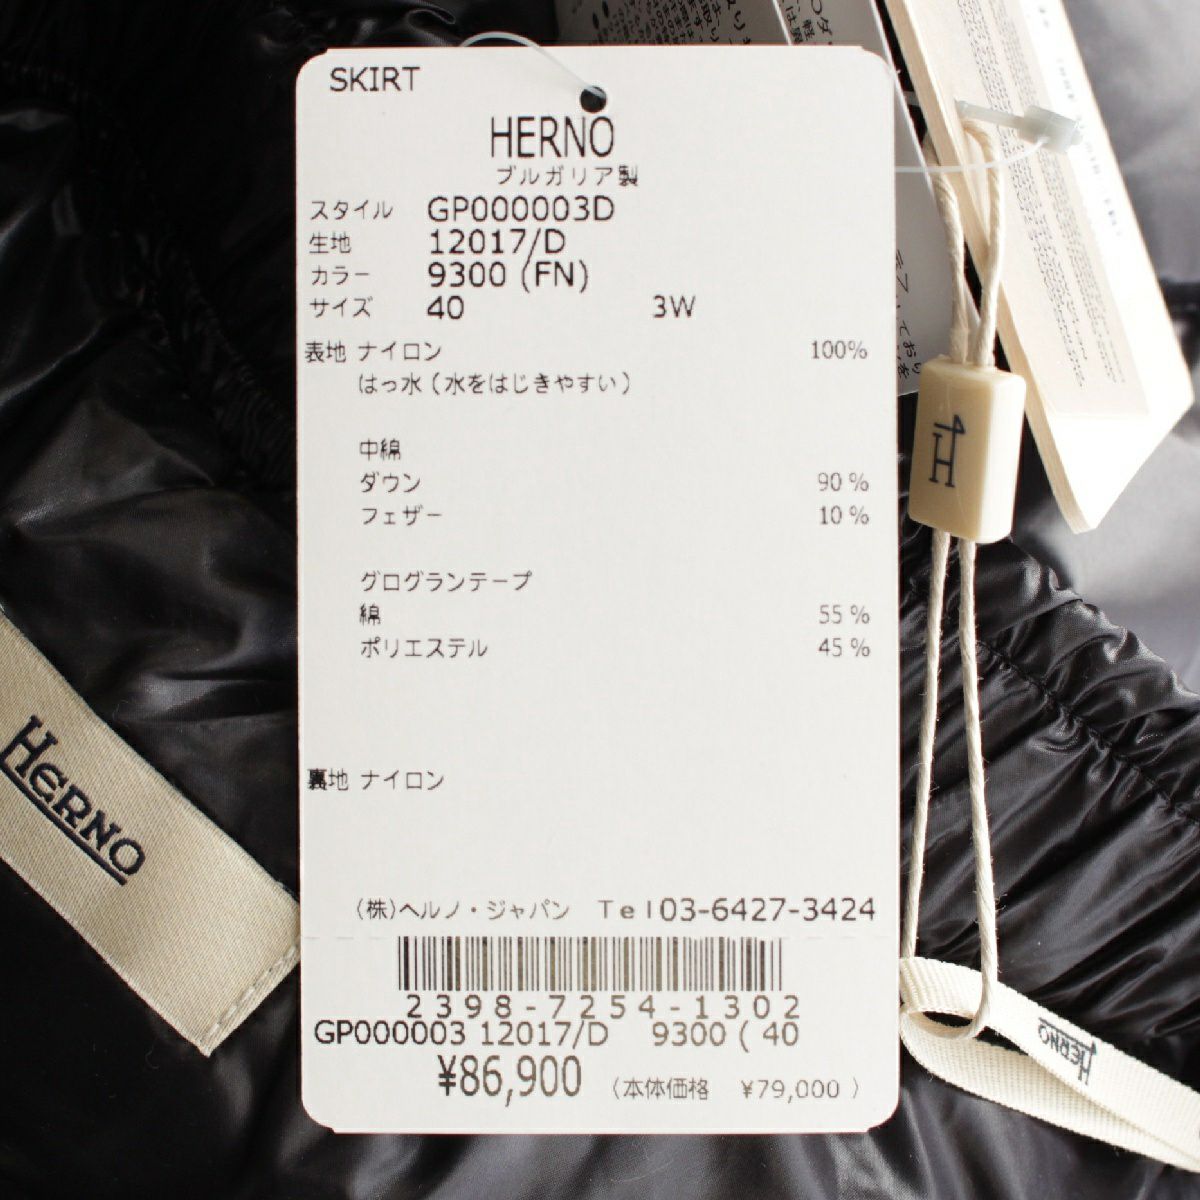 SKIRT
HERNO
ブルガリア製
スタイル GP000003D
生地 12017/D
カラー 9300 (FN)
サイズ 40 3W
表地 ナイロン 100%
はっ水 (水をはじきやすい)
中綿
ダウン 90 %
フェザー 10 %
グログランテープ
綿 55 %
ポリエステル 45 %
裏地 ナイロン
(株)ヘルノ・ジャパン Tel03-6427-3424
2398-7254-1302
GP000003 12017/D 9300 ( 40
¥86,900 (本体価格 ¥79,000 )
HERNO
H
HERNO